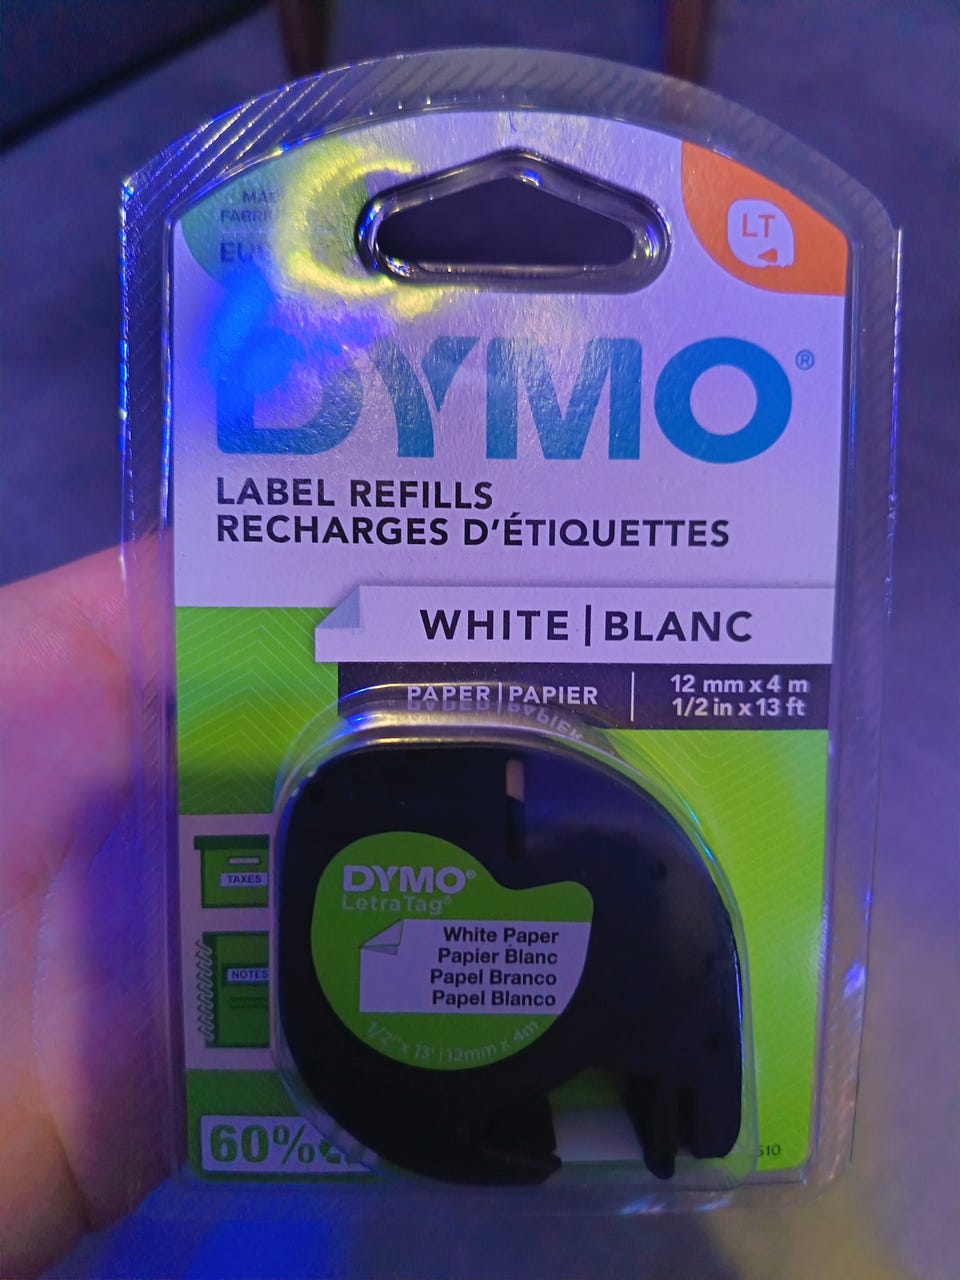 LT
DYMO®
LABEL REFILLS
RECHARGES D'ÉTIQUETTES
WHITE | BLANC
PAPER | PAPIER
12 mm x 4 m
1/2 in x 13 ft
TAXES
NOTES
DYMO®
LetraTag®
White Paper
Papier Blanc
Papel Branco
Papel Blanco
1/2" x 13' | 12mm x 4m
60%